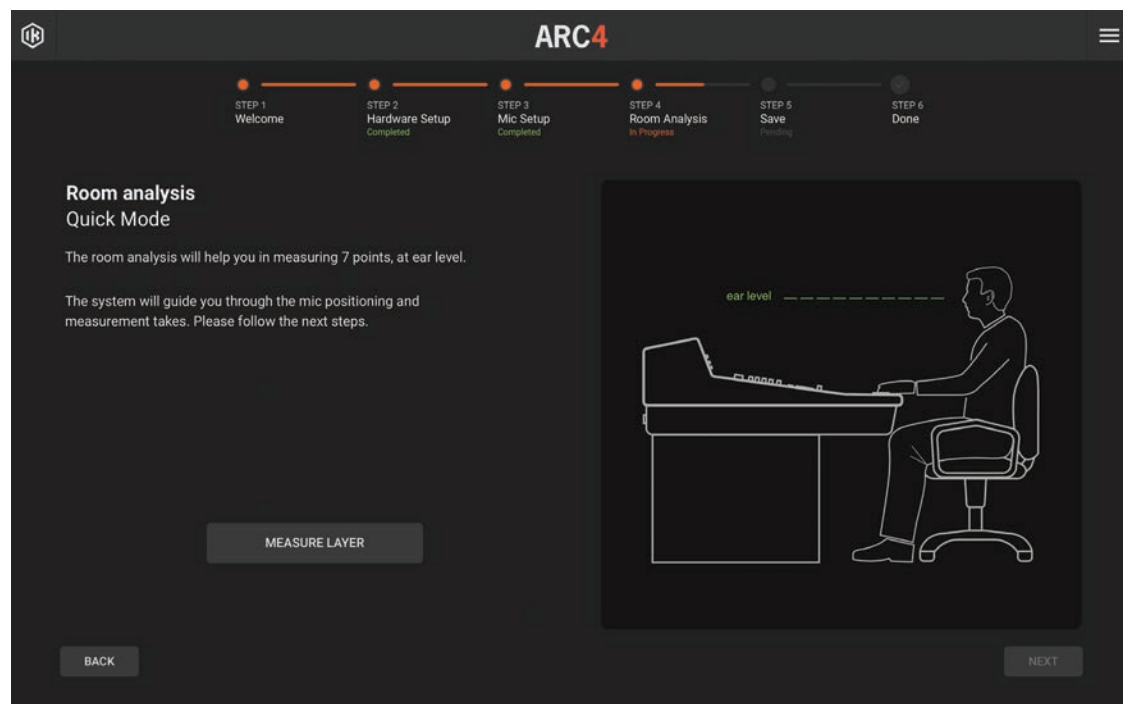 IK
ARC4
STEP 1
Welcome
STEP 2
Hardware Setup
Completed
STEP 3
Mic Setup
Completed
STEP 4
Room Analysis
In Progress
STEP 5
Save
Pending
STEP 6
Done
Room analysis
Quick Mode
The room analysis will help you in measuring 7 points, at ear level.
The system will guide you through the mic positioning and
measurement takes. Please follow the next steps.
ear level
MEASURE LAYER
BACK
NEXT